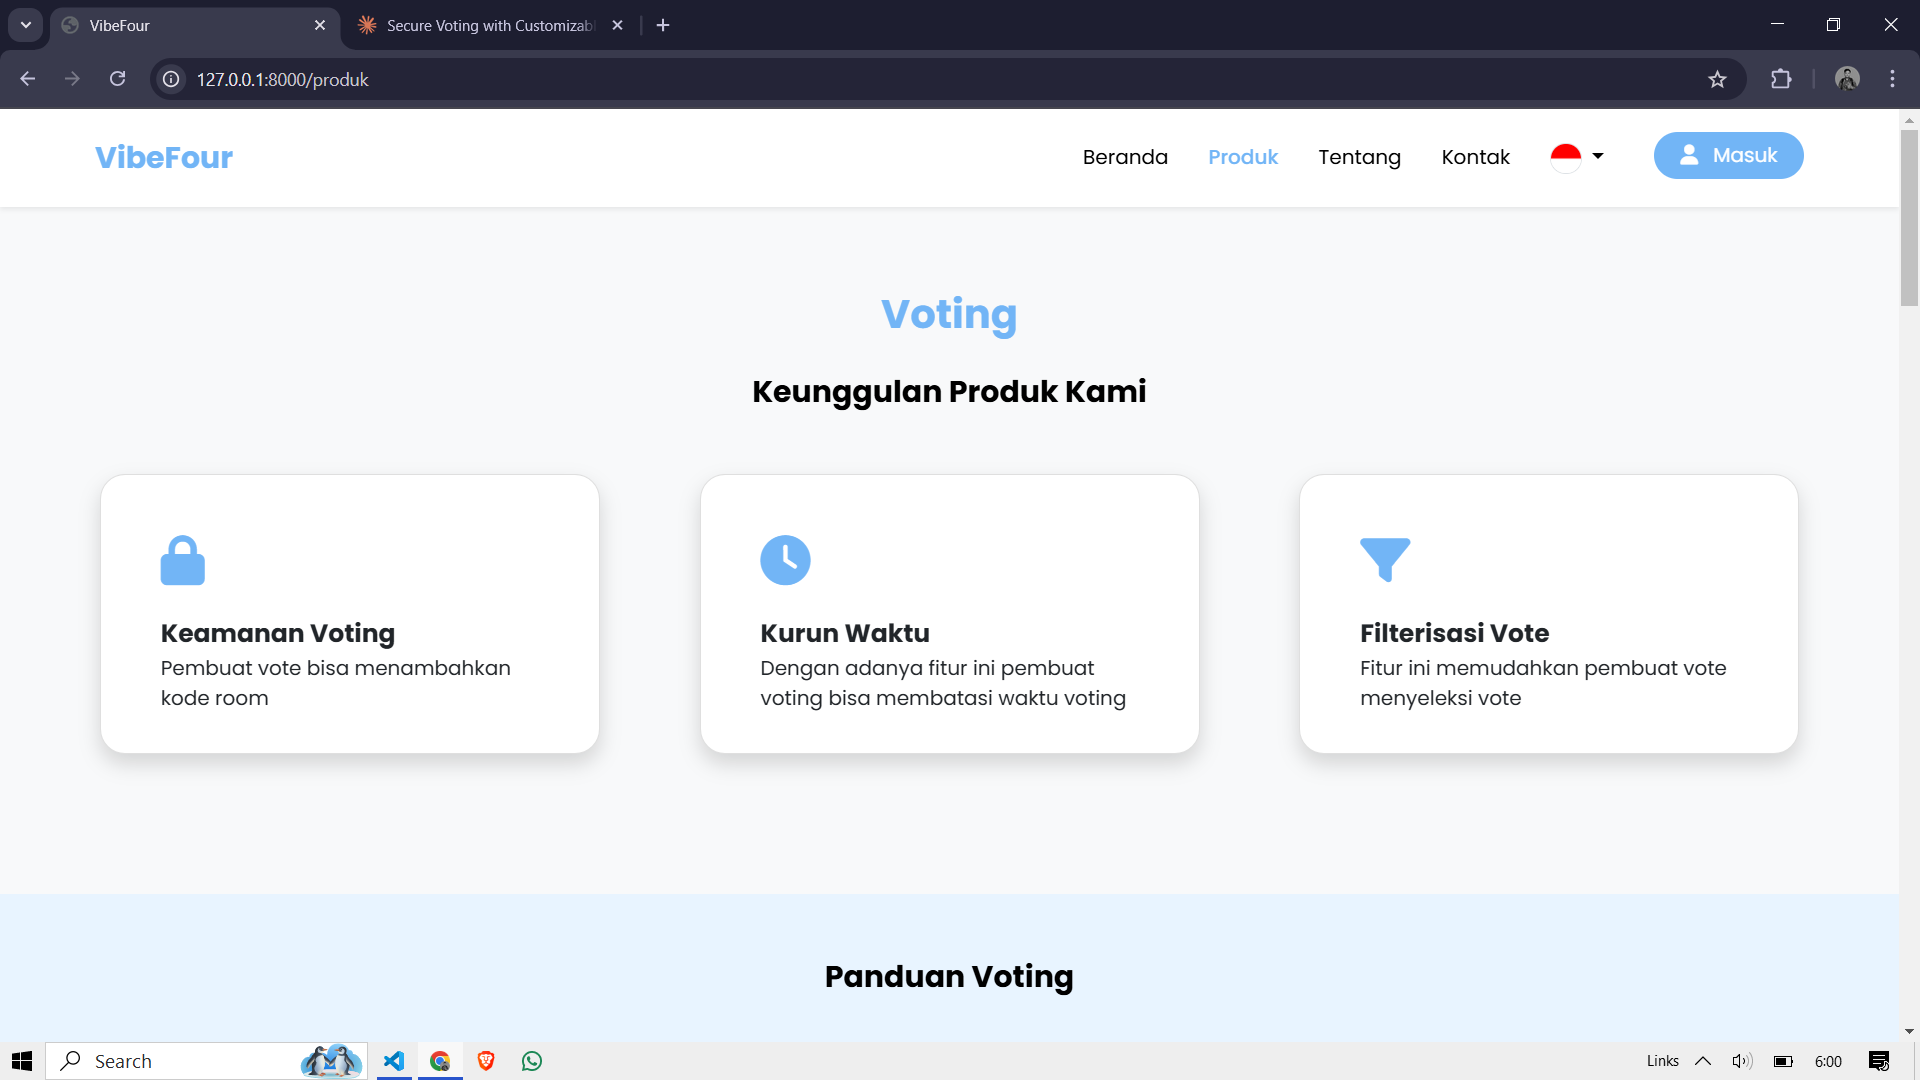 VibeFour
Secure Voting with Customizab
127.0.0.1:8000/produk
VibeFour
Beranda
Produk
Tentang
Kontak
Masuk
Voting
Keunggulan Produk Kami
Keamanan Voting
Pembuat vote bisa menambahkan
kode room
Kurun Waktu
Dengan adanya fitur ini pembuat
voting bisa membatasi waktu voting
Filterisasi Vote
Fitur ini memudahkan pembuat vote
menyeleksi vote
Panduan Voting
Search
Links
6:00